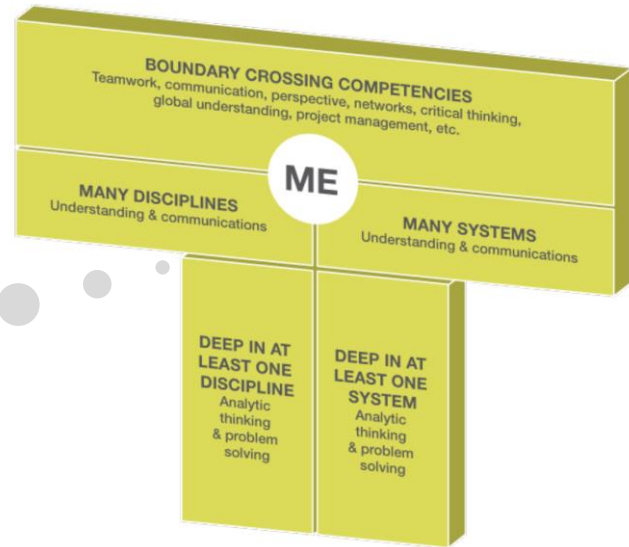 BOUNDARY CROSSING COMPETENCIES
Teamwork, communication, perspective, networks, critical thinking,
global understanding, project management, etc.
ME
MANY DISCIPLINES
Understanding & communications
MANY SYSTEMS
Understanding & communications
DEEP IN AT
LEAST ONE
DISCIPLINE
Analytic
thinking
& problem
solving
DEEP IN AT
LEAST ONE
SYSTEM
Analytic
thinking
& problem
solving